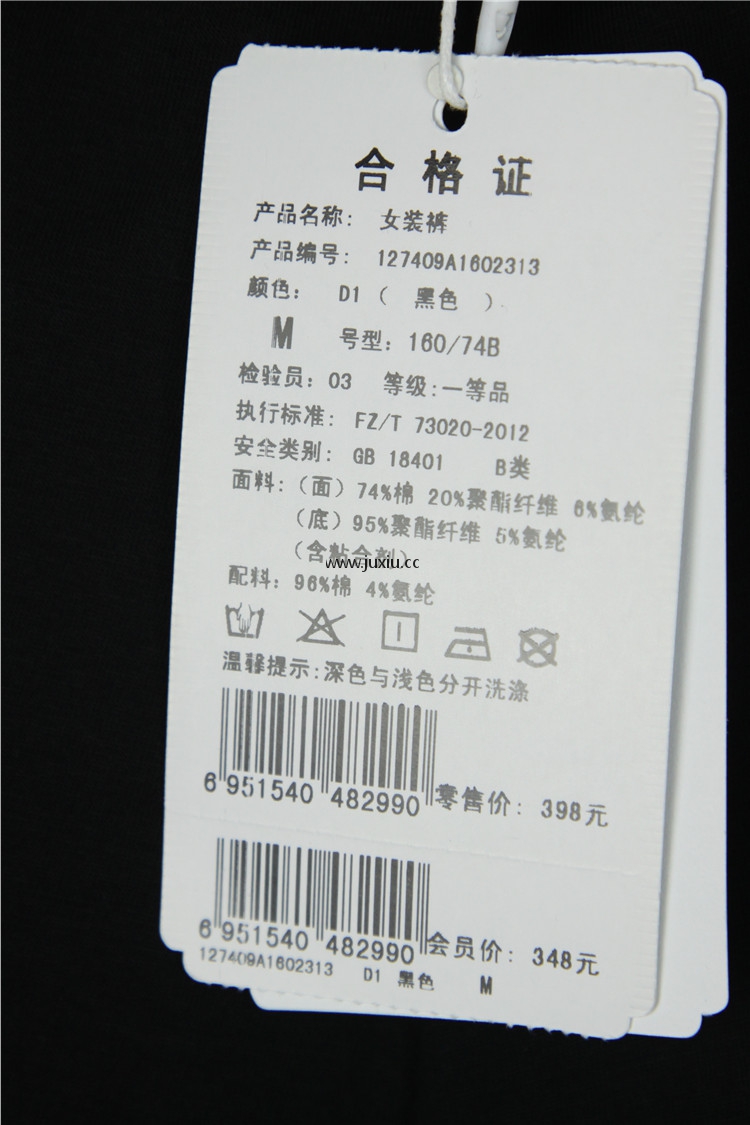 合格证
产品名称: 女装裤
产品编号: 127409A1602313
颜色: D1 ( 黑色 )
M 号型: 160/74B
检验员: 03 等级:一等品
执行标准: FZ/T 73020-2012
安全类别: GB 18401 B类
面料:(面)74%棉 20%聚酯纤维 6%氨纶
(底)95%聚酯纤维 5%氨纶
(含粘合剂)
www.juxiu.cc
配料: 96%棉 4%氨纶
温馨提示:深色与浅色分开洗涤
6 951540 482990 零售价: 398元
6 951540 482990 会员价: 348元
127409A1602313 D1 黑色 M